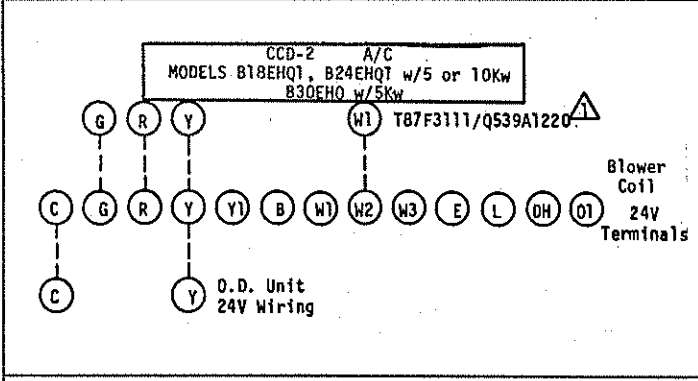 CCD-2 A/C
MODELS B18EHQ1, B24EHQ1 w/5 or 10Kw
B30EHQ w/5Kw
G R Y W1 T87F3111/Q539A1220 1
Blower
Coil
C G R Y Y1 B W1 W2 W3 E L DH O1 24V
Terminals
C Y O.D. Unit
24V Wiring